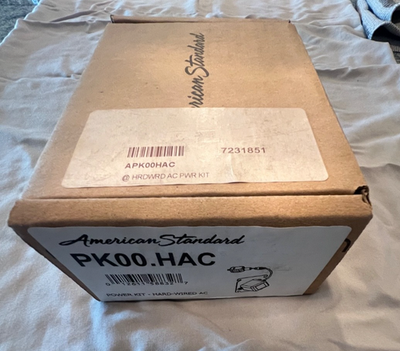 American Standard
APK00HAC
7231851
@ HRDWRD AC PWR KIT
American Standard
PK00.HAC
POWER KIT - HARD-WIRED AC